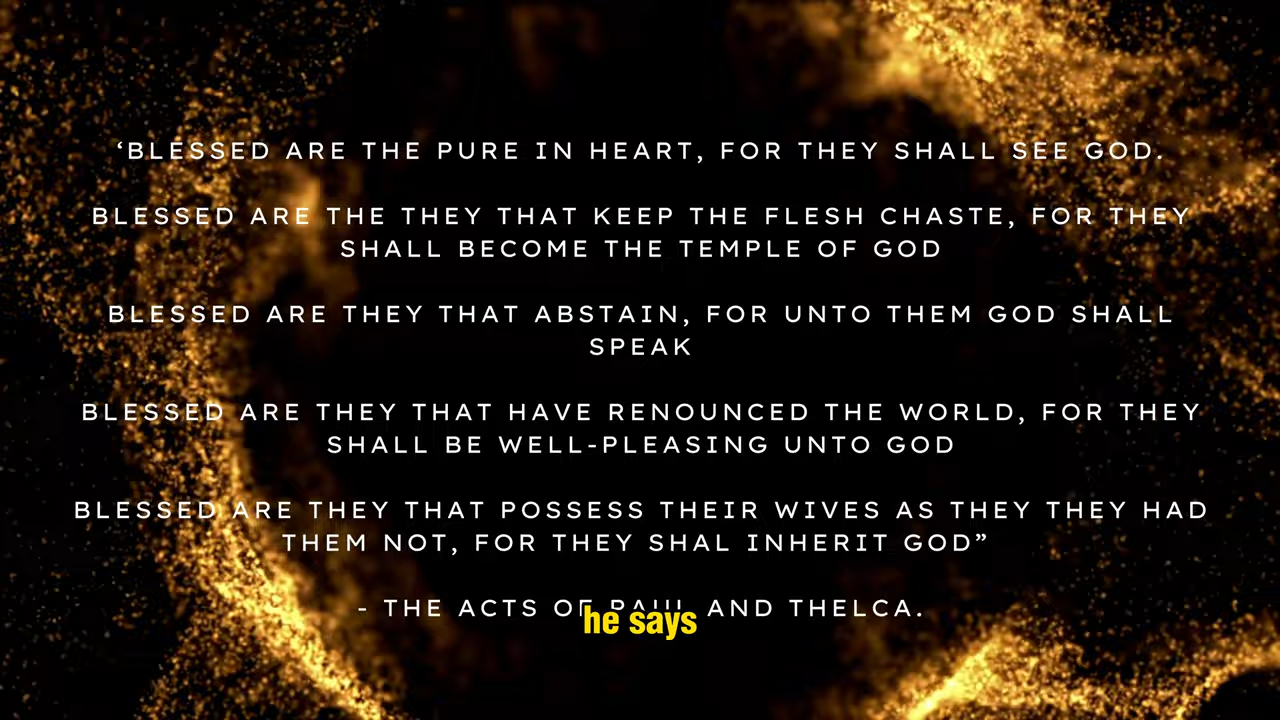 ‘BLESSED ARE THE PURE IN HEART, FOR THEY SHALL SEE GOD.
BLESSED ARE THE THEY THAT KEEP THE FLESH CHASTE, FOR THEY
SHALL BECOME THE TEMPLE OF GOD
BLESSED ARE THEY THAT ABSTAIN, FOR UNTO THEM GOD SHALL
SPEAK
BLESSED ARE THEY THAT HAVE RENOUNCED THE WORLD, FOR THEY
SHALL BE WELL-PLEASING UNTO GOD
BLESSED ARE THEY THAT POSSESS THEIR WIVES AS THEY THEY HAD
THEM NOT, FOR THEY SHAL INHERIT GOD”
- THE ACTS OF PAUL AND THELCA.
he says